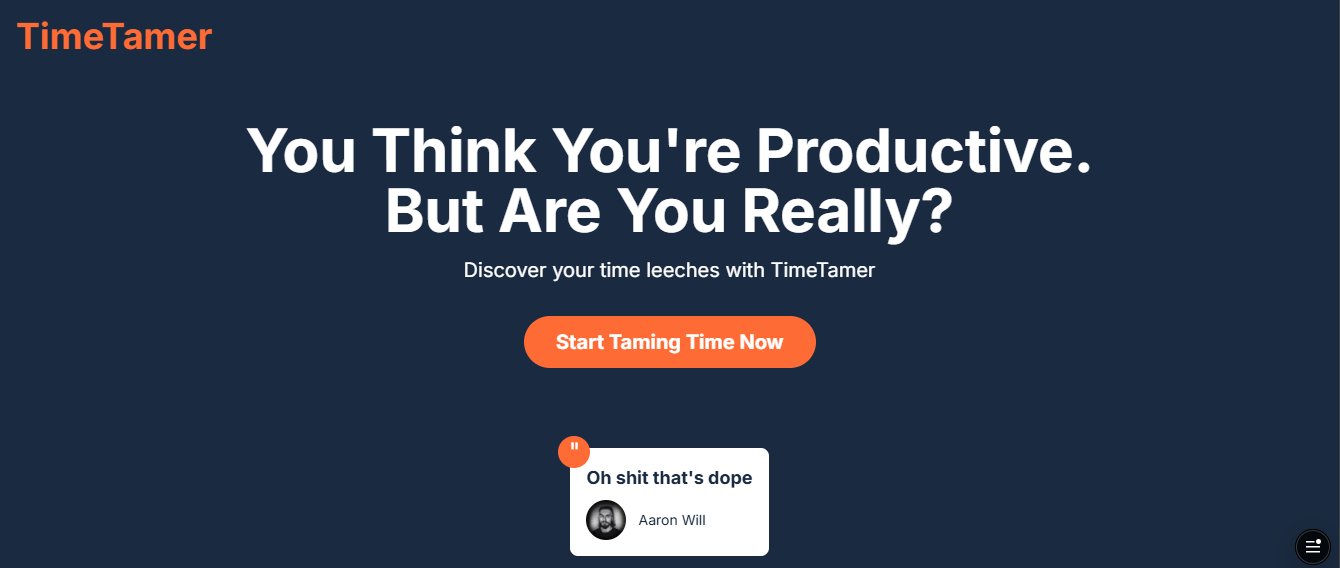 TimeTamer
You Think You're Productive.
But Are You Really?
Discover your time leeches with TimeTamer
Start Taming Time Now
"
Oh shit that's dope
Aaron Will